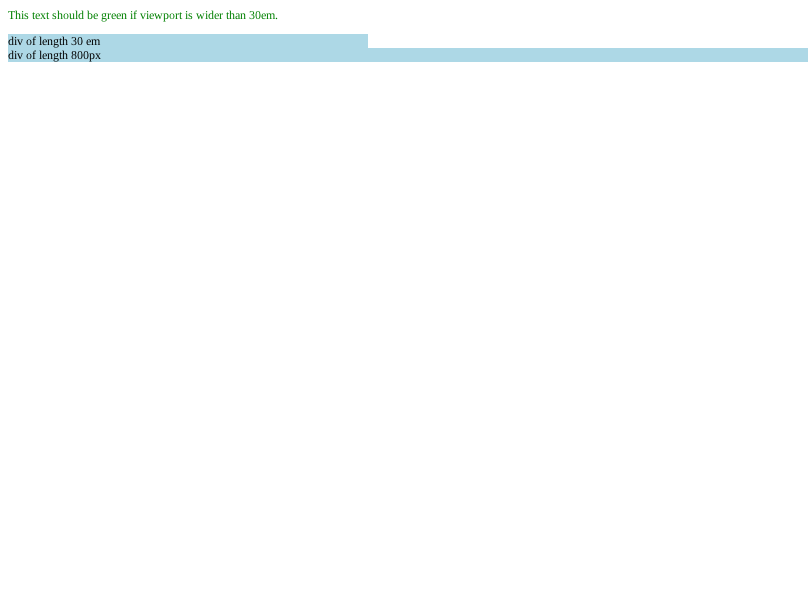 This text should be green if viewport is wider than 30em.
div of length 30 em
div of length 800px